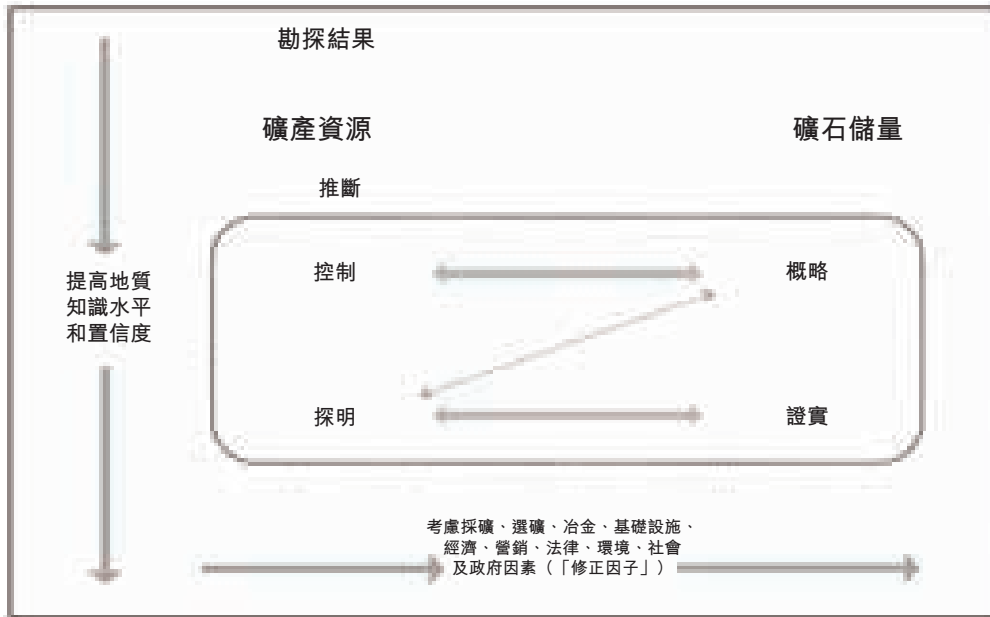 勘探結果
礦產資源
礦石儲量
推斷
控制
概略
提高地質
知識水平
和置信度
探明
證實
考慮採礦、選礦、冶金、基礎設施、
經濟、營銷、法律、環境、社會
及政府因素（「修正因子」）